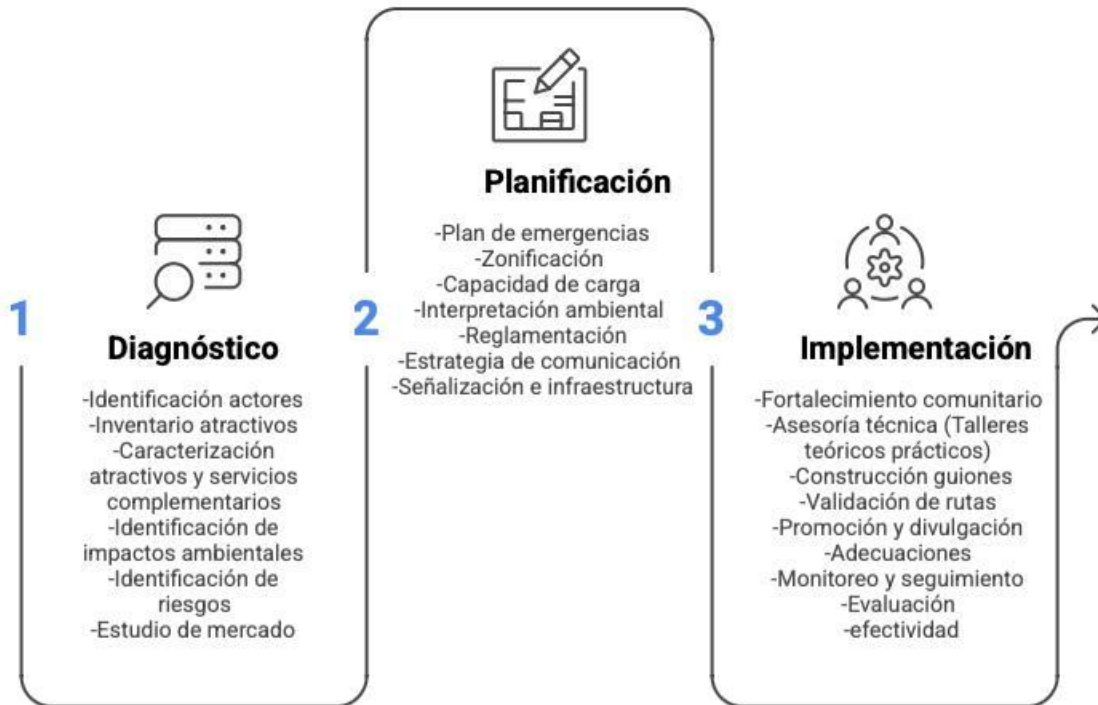 1
Diagnóstico
-Identificación actores
-Inventario atractivos
-Caracterización
atractivos y servicios
complementarios
-Identificación de
impactos ambientales
-Identificación de
riesgos
-Estudio de mercado
2
Planificación
-Plan de emergencias
-Zonificación
-Capacidad de carga
-Interpretación ambiental
-Reglamentación
-Estrategia de comunicación
-Señalización e infraestructura
3
Implementación
-Fortalecimiento comunitario
-Asesoría técnica (Talleres
teóricos prácticos)
-Construcción guiones
-Validación de rutas
-Promoción y divulgación
-Adecuaciones
-Monitoreo y seguimiento
-Evaluación
-efectividad